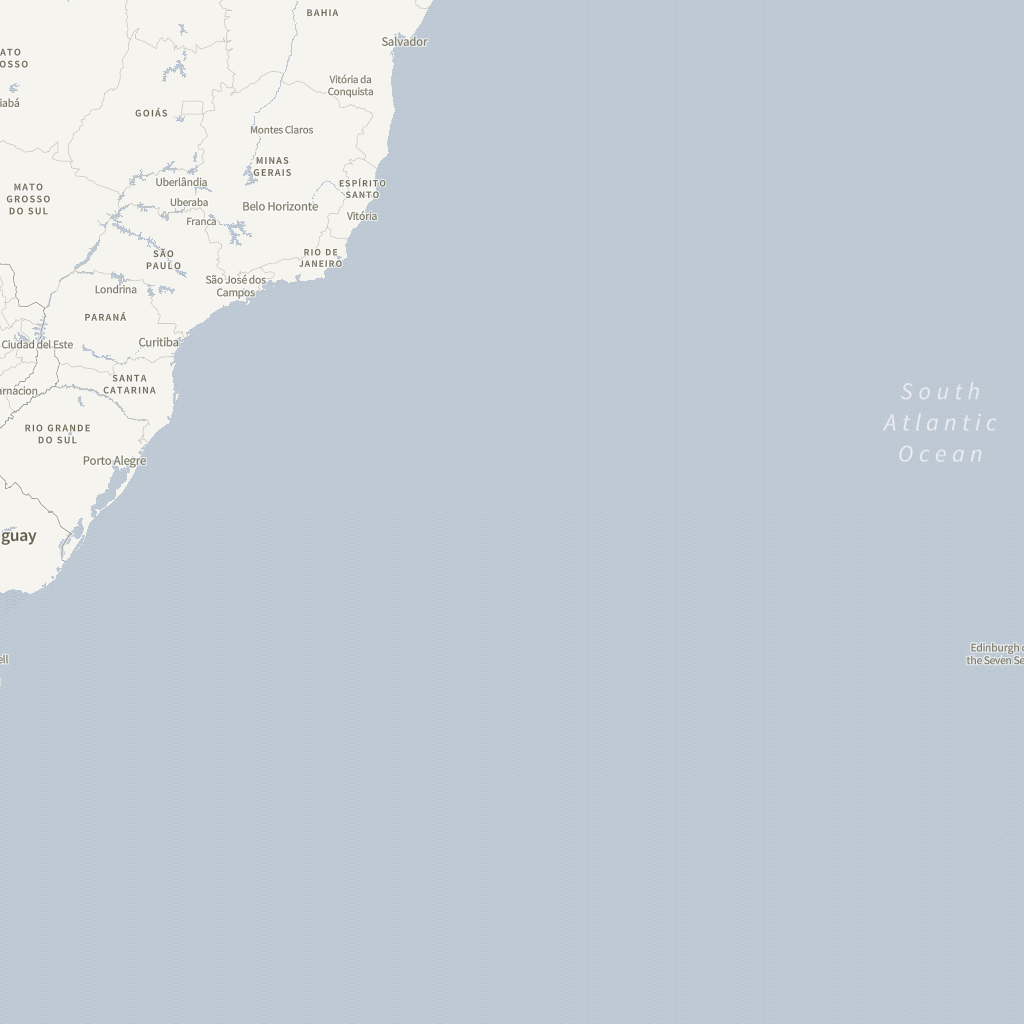 BAHIA
Salvador
ATO
OSSO
Vitória da
Conquista
iabá
GOIÁS
Montes Claros
MINAS
GERAIS
Uberlândia
MATO
GROSSO
DO SUL
ESPÍRITO
SANTO
Uberaba
Belo Horizonte
Franca
Vitória
SÃO
PAULO
RIO DE
JANEIRO
São José dos
Campos
Londrina
PARANÁ
Ciudad del Este
Curitiba
SANTA
CATARINA
arnacion
South
Atlantic
Ocean
RIO GRANDE
DO SUL
Porto Alegre
guay
Edinburgh o
the Seven Se
ell